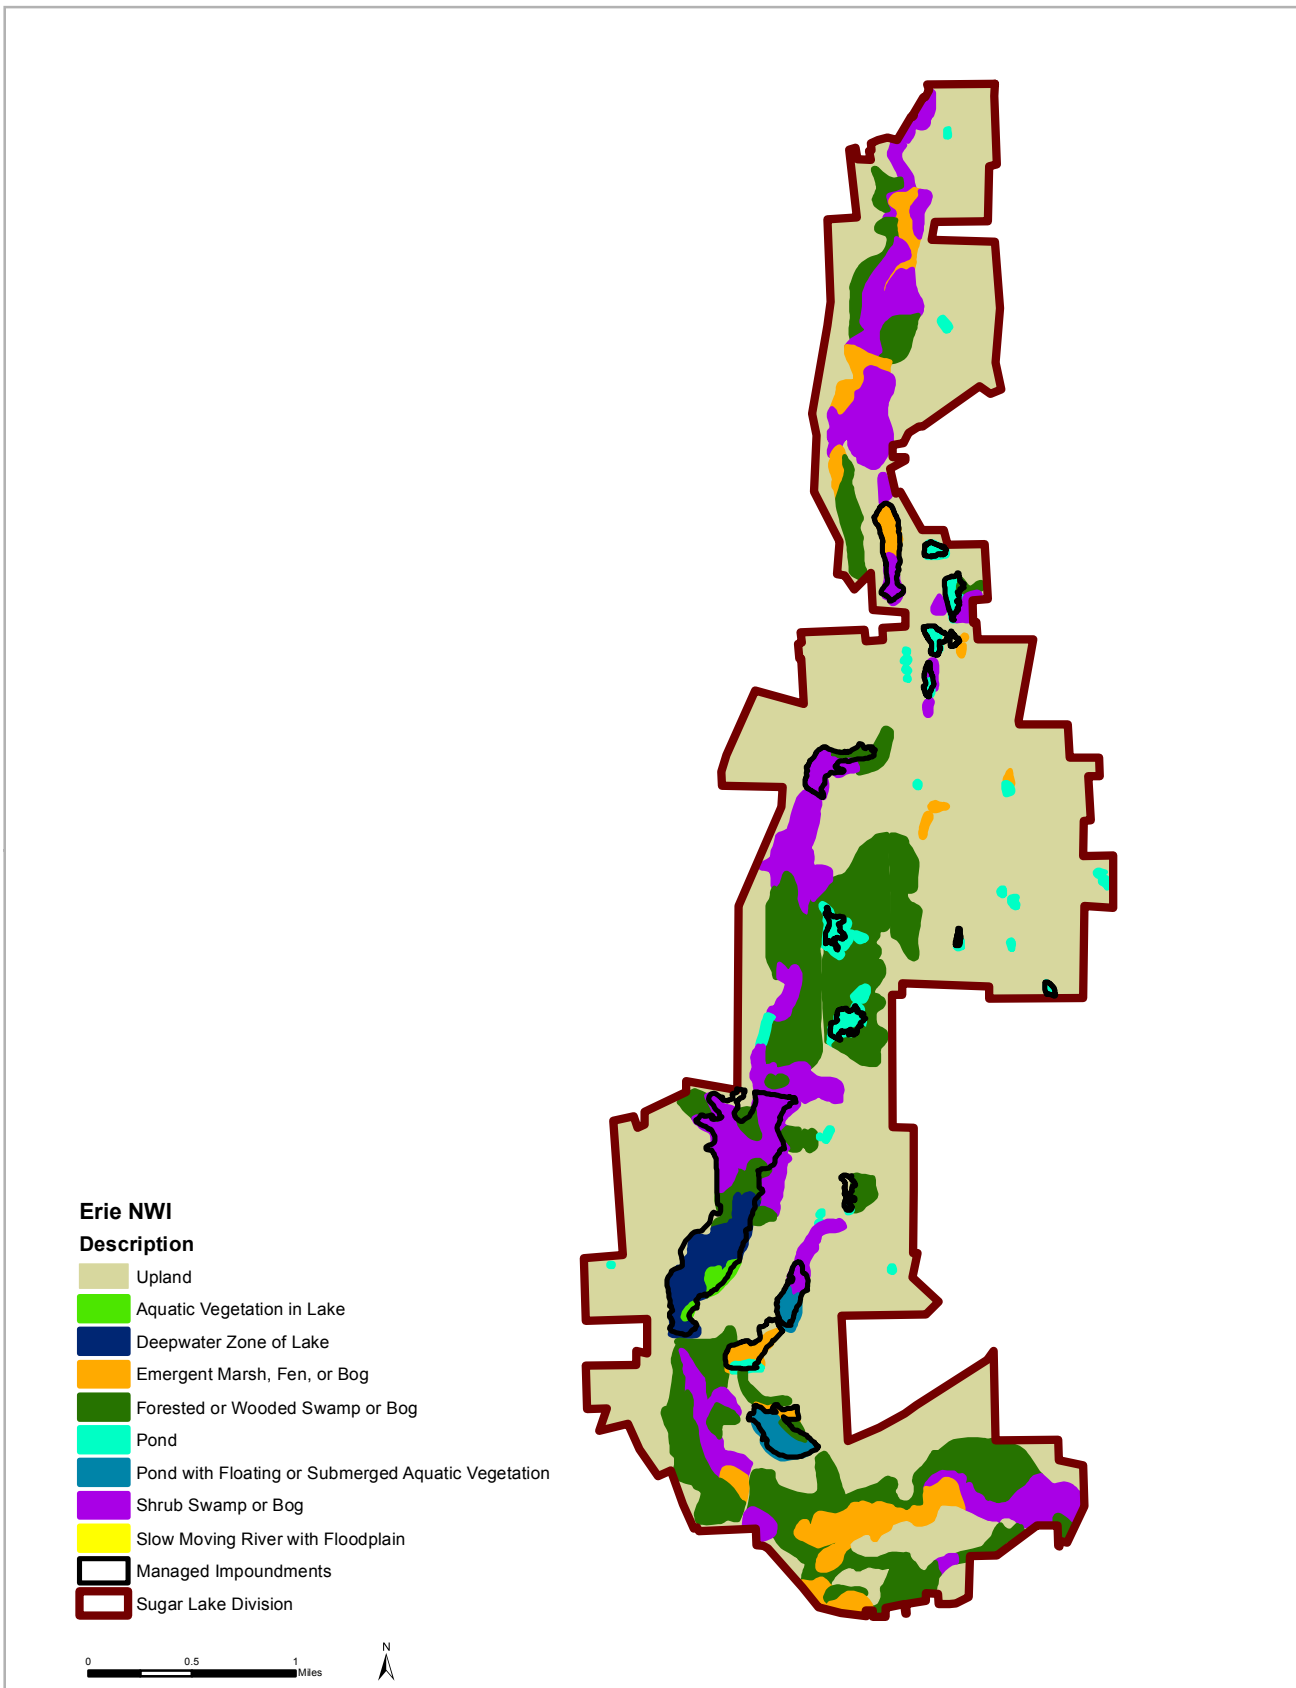 Erie NWI
Description
Upland
Aquatic Vegetation in Lake
Deepwater Zone of Lake
Emergent Marsh, Fen, or Bog
Forested or Wooded Swamp or Bog
Pond
Pond with Floating or Submerged Aquatic Vegetation
Shrub Swamp or Bog
Slow Moving River with Floodplain
Managed Impoundments
Sugar Lake Division
0 0.5 1
Miles
N